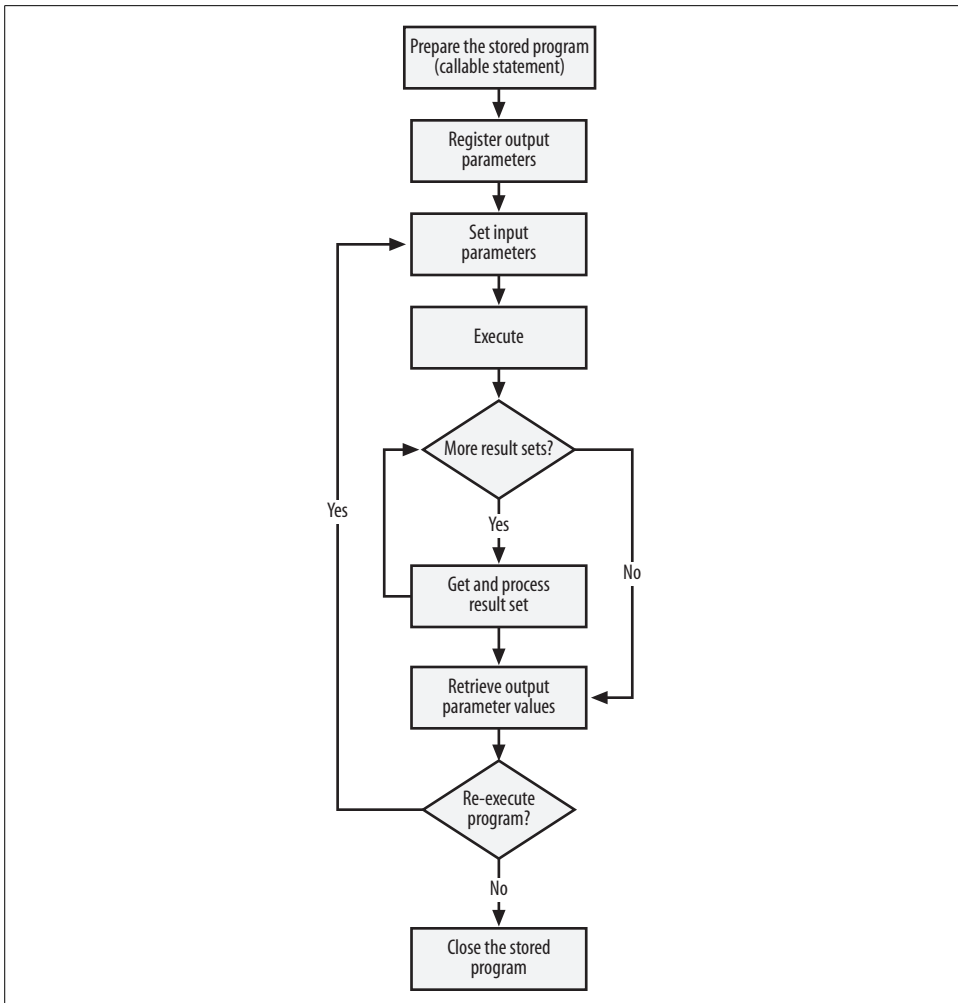 Prepare the stored program
(callable statement)
Register output
parameters
Set input
parameters
Execute
More result sets?
Yes
Yes
No
Get and process
result set
Retrieve output
parameter values
Re-execute
program?
No
Close the stored
program